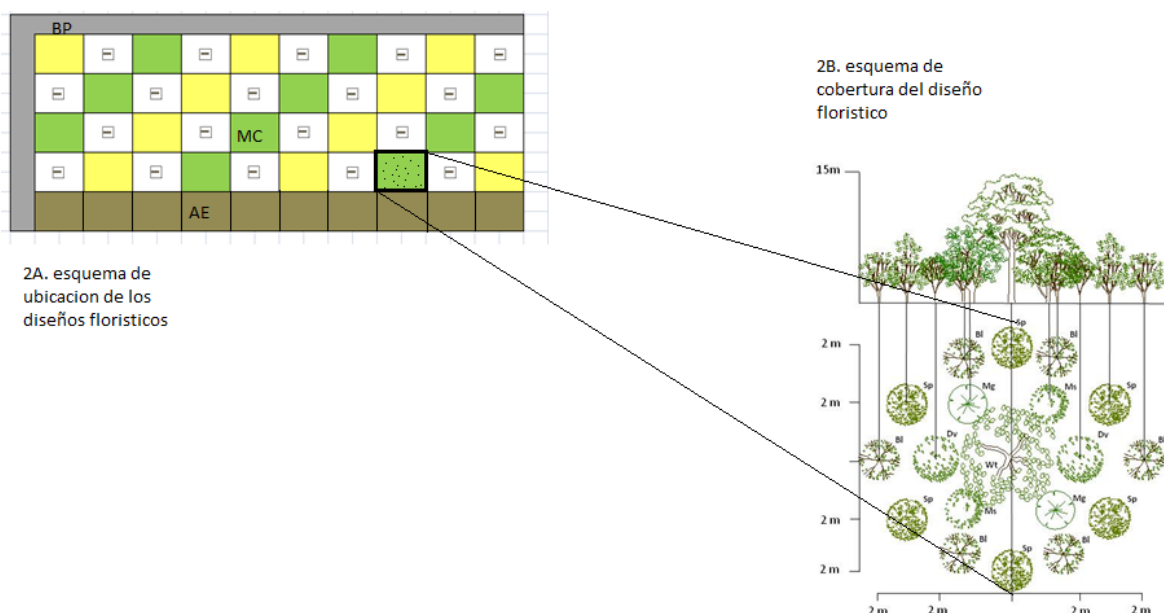 BP
MC
AE
2A. esquema de
ubicacion de los
diseños floristicos
2B. esquema de
cobertura del diseño
floristico
15m
Sp
2 m
Bl
Bl
2 m
Sp
Mg
Ms
Sp
Bl
Dv
Wt
Dv
Bl
2 m
Sp
Ms
Mg
Sp
2 m
Bl
Sp
Bl
2 m
2 m
2 m
2 m